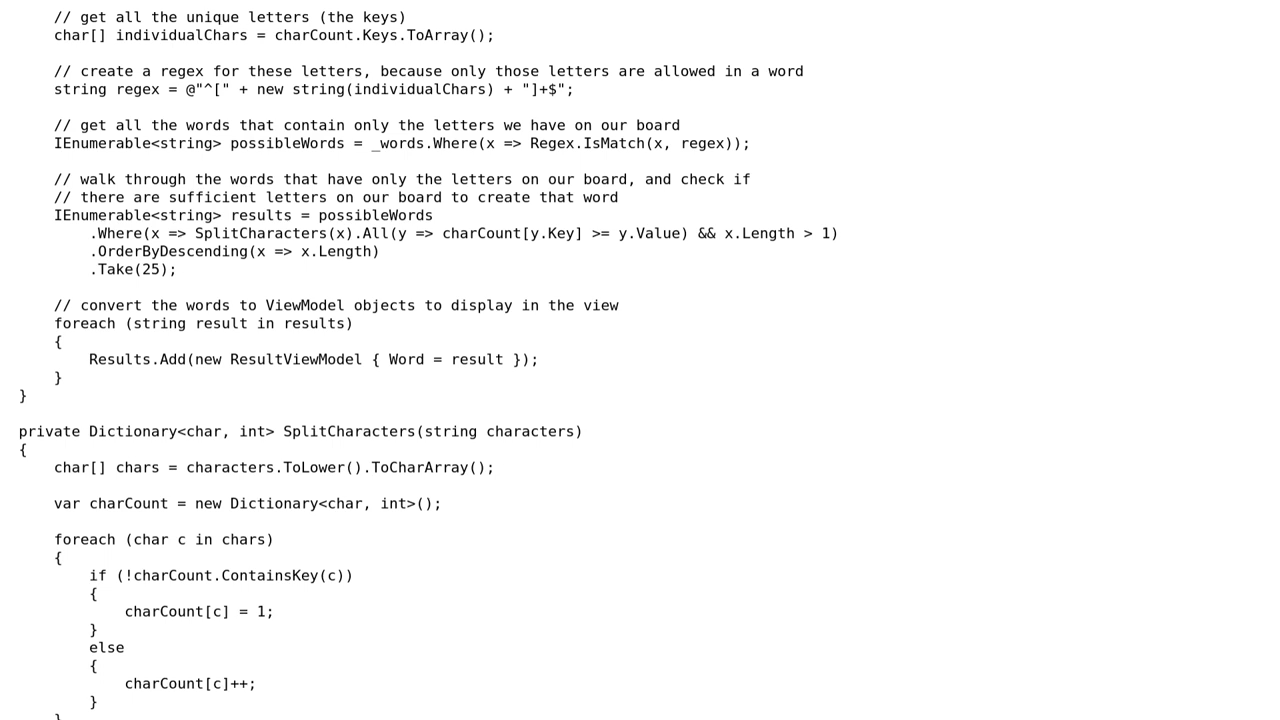 // get all the unique letters (the keys)
char[] individualChars = charCount.Keys.ToArray();
// create a regex for these letters, because only those letters are allowed in a word
string regex = @"^[" + new string(individualChars) + "]+$";
// get all the words that contain only the letters we have on our board
IEnumerable<string> possibleWords = _words.Where(x => Regex.IsMatch(x, regex));
// walk through the words that have only the letters on our board, and check if
// there are sufficient letters on our board to create that word
IEnumerable<string> results = possibleWords
.Where(x => SplitCharacters(x).All(y => charCount[y.Key] >= y.Value) && x.Length > 1)
.OrderByDescending(x => x.Length)
.Take(25);
// convert the words to ViewModel objects to display in the view
foreach (string result in results)
{
Results.Add(new ResultViewModel { Word = result });
}
}
private Dictionary<char, int> SplitCharacters(string characters)
{
char[] chars = characters.ToLower().ToCharArray();
var charCount = new Dictionary<char, int>();
foreach (char c in chars)
{
if (!charCount.ContainsKey(c))
{
charCount[c] = 1;
}
else
{
charCount[c]++;
}
}